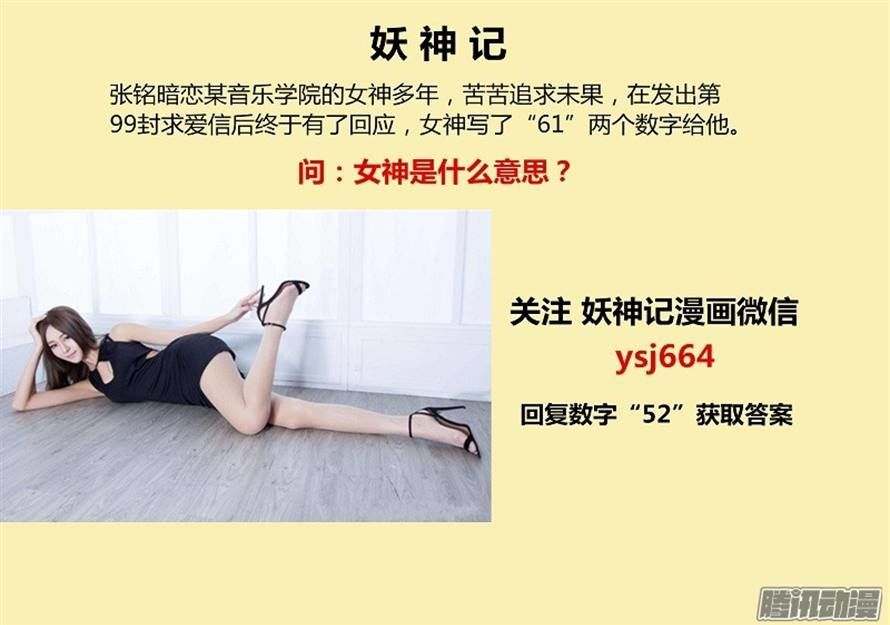 妖神记
张铭暗恋某音乐学院的女神多年，苦苦追求未果，在发出第
99封求爱信后终于有了回应，女神写了“61”两个数字给他。
问：女神是什么意思？
关注 妖神记漫画微信
ysj664
回复数字“52”获取答案
腾讯动漫